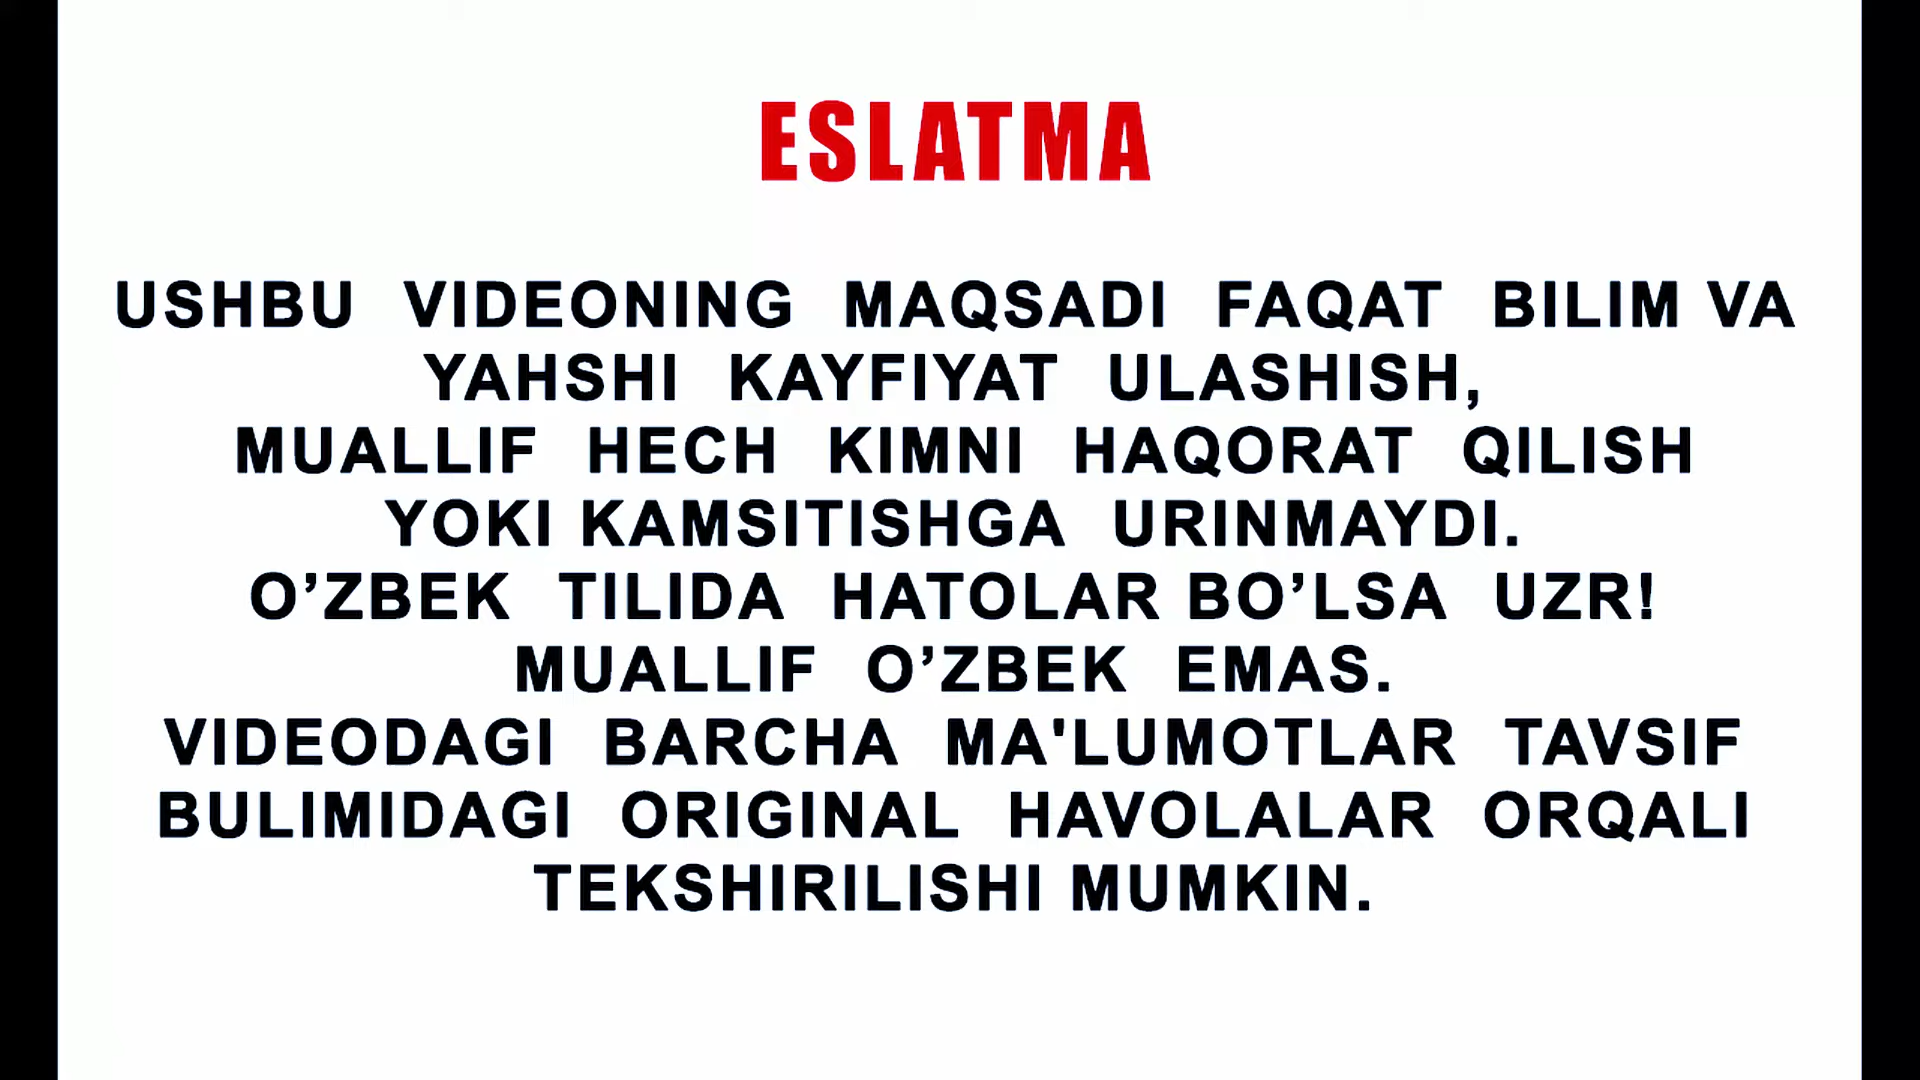 ESLATMA
USHBU VIDEONING MAQSADI FAQAT BILIM VA
YAHSHI KAYFIYAT ULASHISH,
MUALLIF HECH KIMNI HAQORAT QILISH
YOKI KAMSITISHGA URINMAYDI.
O’ZBEK TILIDA HATOLAR BO’LSA UZR!
MUALLIF O’ZBEK EMAS.
VIDEODAGI BARCHA MA'LUMOTLAR TAVSIF
BULIMIDAGI ORIGINAL HAVOLALAR ORQALI
TEKSHIRILISHI MUMKIN.